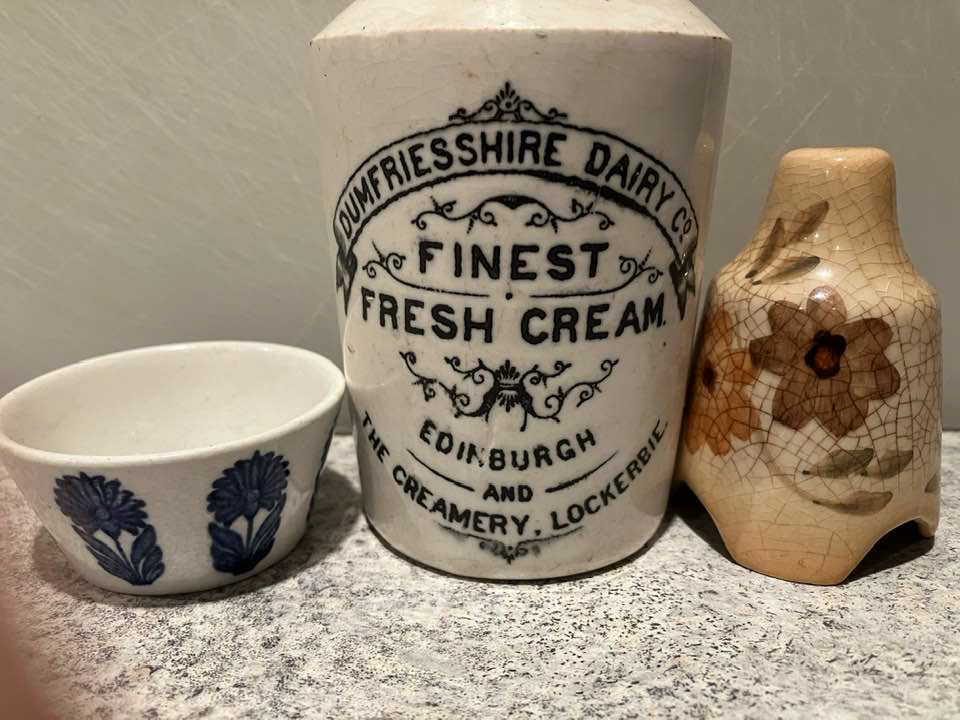 DUMFRIESSHIRE DAIRY Co.
FINEST
FRESH CREAM.
EDINBURGH
AND
THE CREAMERY, LOCKERBIE.